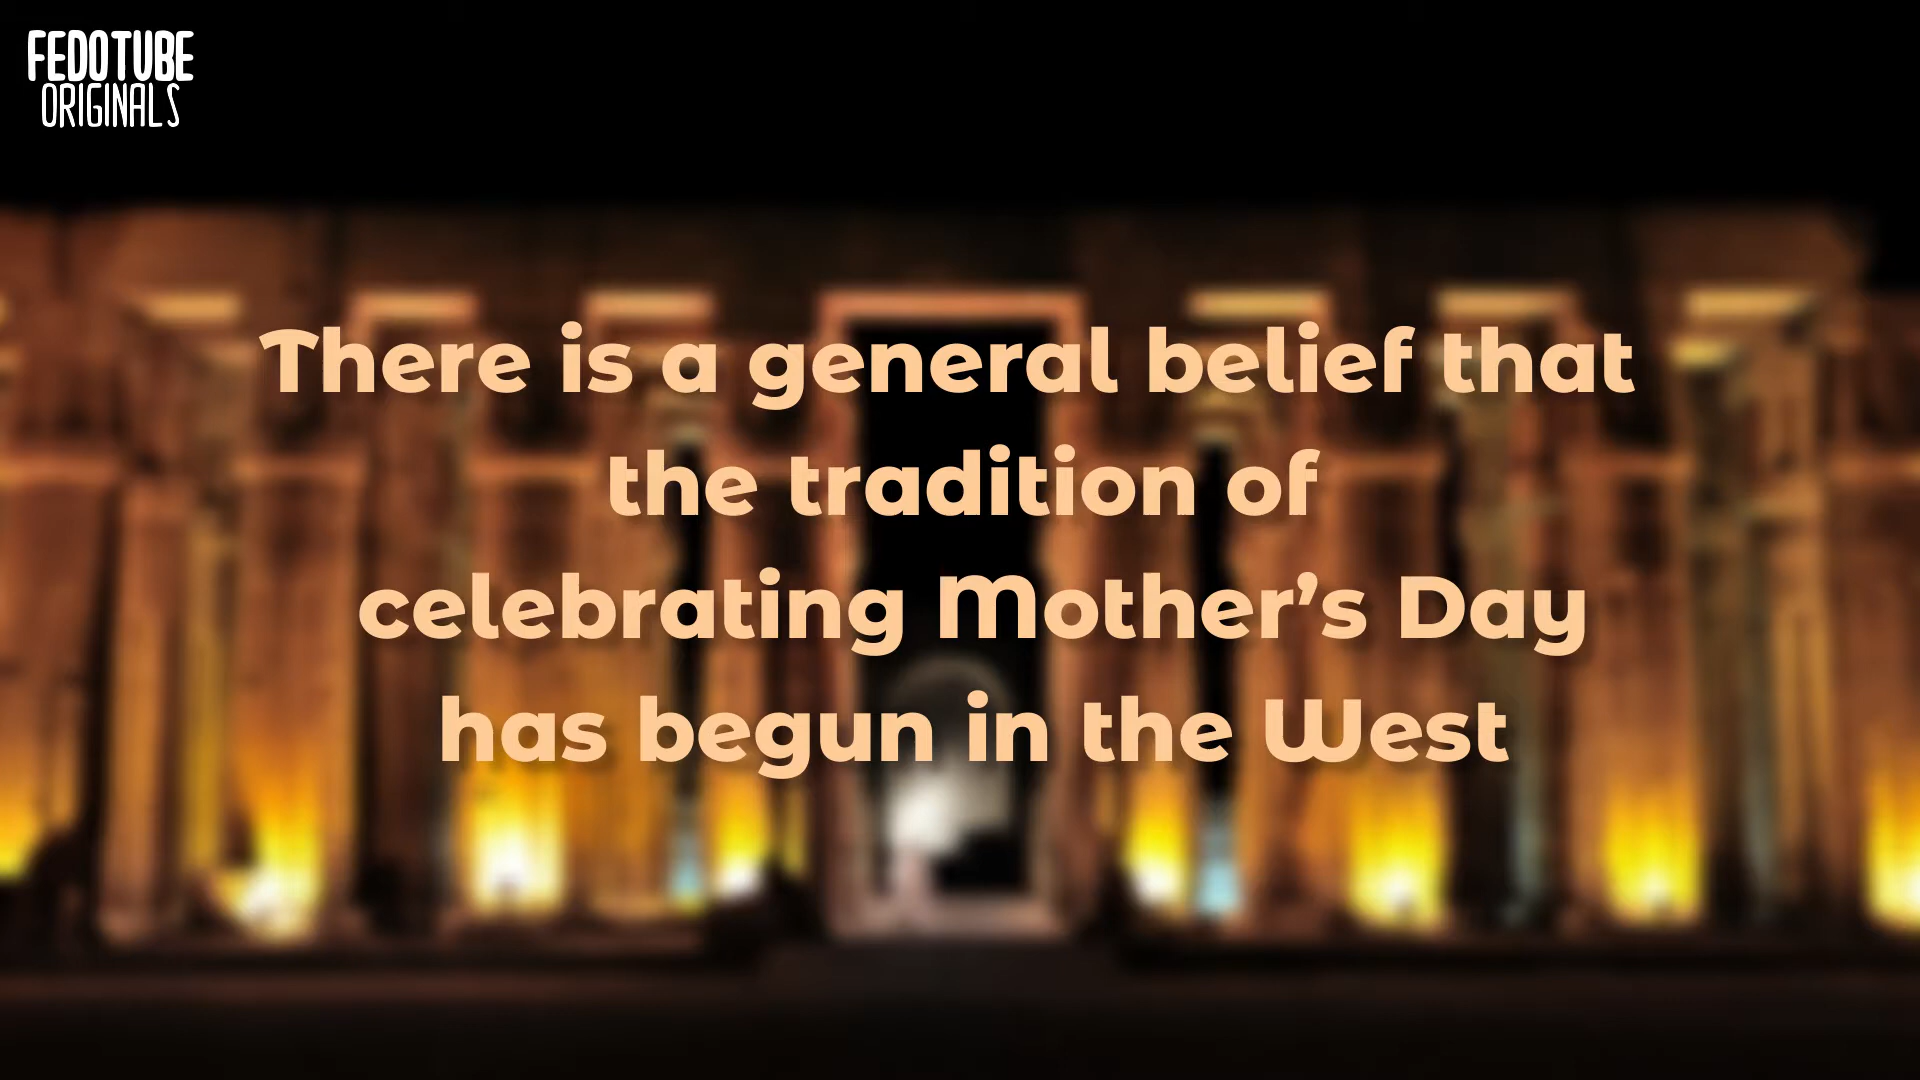 FEDOTUBE
ORIGINALS
There is a general belief that
the tradition of
celebrating Mother’s Day
has begun in the West